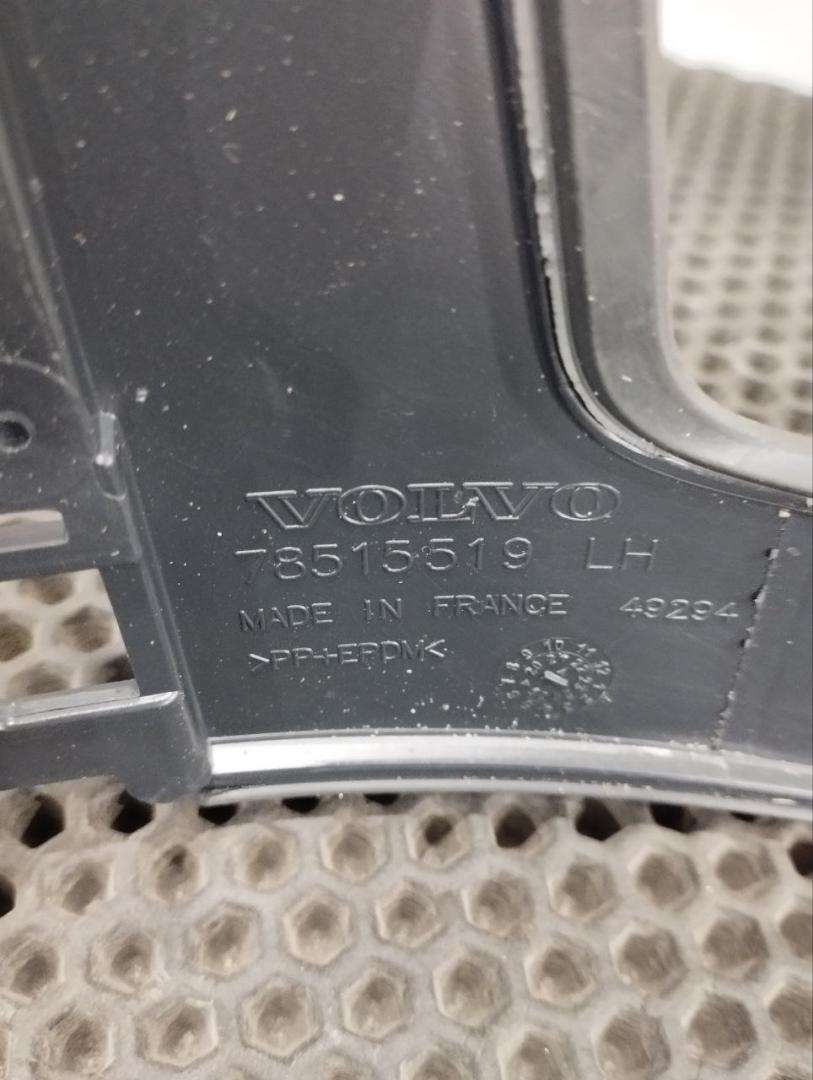 VOLVO
78515519 LH
MADE IN FRANCE 49294
>PP+EPDM<